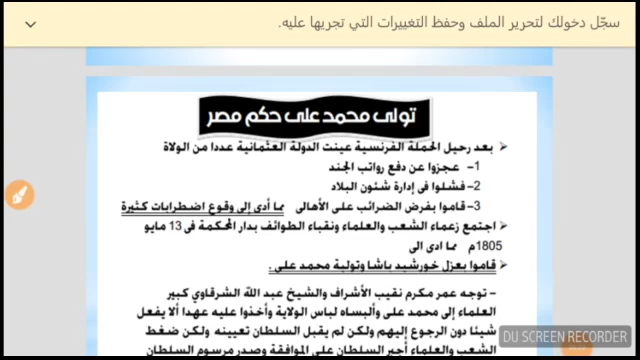 سجّل دخولك لتحرير الملف وحفظ التغييرات التي تجريها عليه.
تولى محمد على حكم مصر
بعد رحيل الحملة الفرنسية عينت الدولة العثمانية عددا من الولاة
1- عجزوا عن دفع رواتب الجند
2- فشلوا فى إدارة شئون البلاد
3- قاموا بفرض الضرائب على الأهالى مما أدى إلى وقوع اضطرابات كثيرة
اجتمع زعماء الشعب والعلماء ونقباء الطوائف بدار المحكمة فى 13 مايو
1805م مما ادى الى
قاموا بعزل خورشيد باشا وتولية محمد على .
- توجه عمر مكرم نقيب الأشراف والشيخ عبد الله الشرقاوي كبير
العلماء إلى محمد على وألبساه لباس الولاية وأخذوا عليه عهدا ألا يفعل
شيئا دون الرجوع إليهم ولكن لم يقبل السلطان تعيينه ولكن ضغط
الشعب والعلماء أجبر السلطان على الموافقة وصدر مرسوم السلطان
DU SCREEN RECORDER